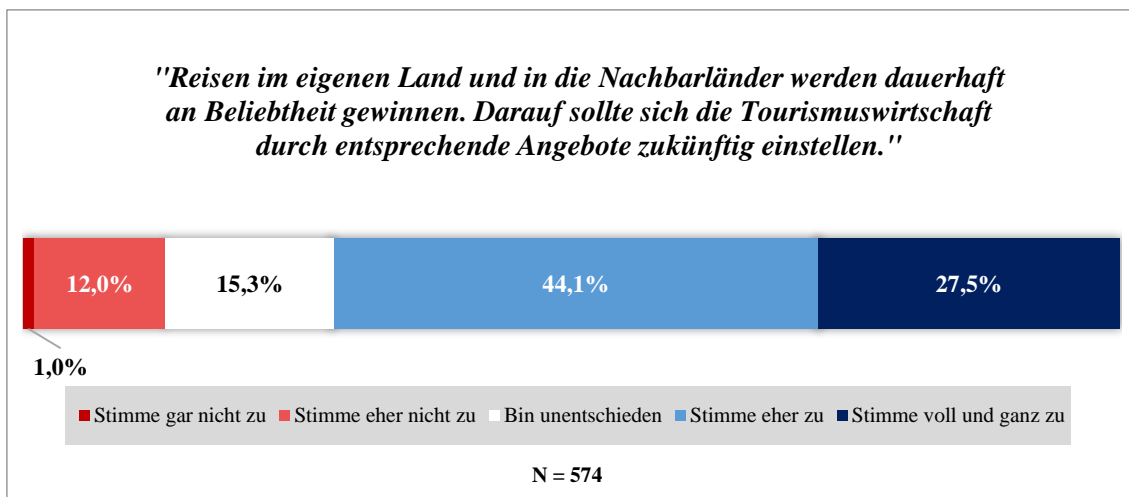 "Reisen im eigenen Land und in die Nachbarländer werden dauerhaft
an Beliebtheit gewinnen. Darauf sollte sich die Tourismuswirtschaft
durch entsprechende Angebote zukünftig einstellen."
12,0% 15,3% 44,1% 27,5%
1,0%
Stimme gar nicht zu Stimme eher nicht zu Bin unentschieden Stimme eher zu Stimme voll und ganz zu
N = 574